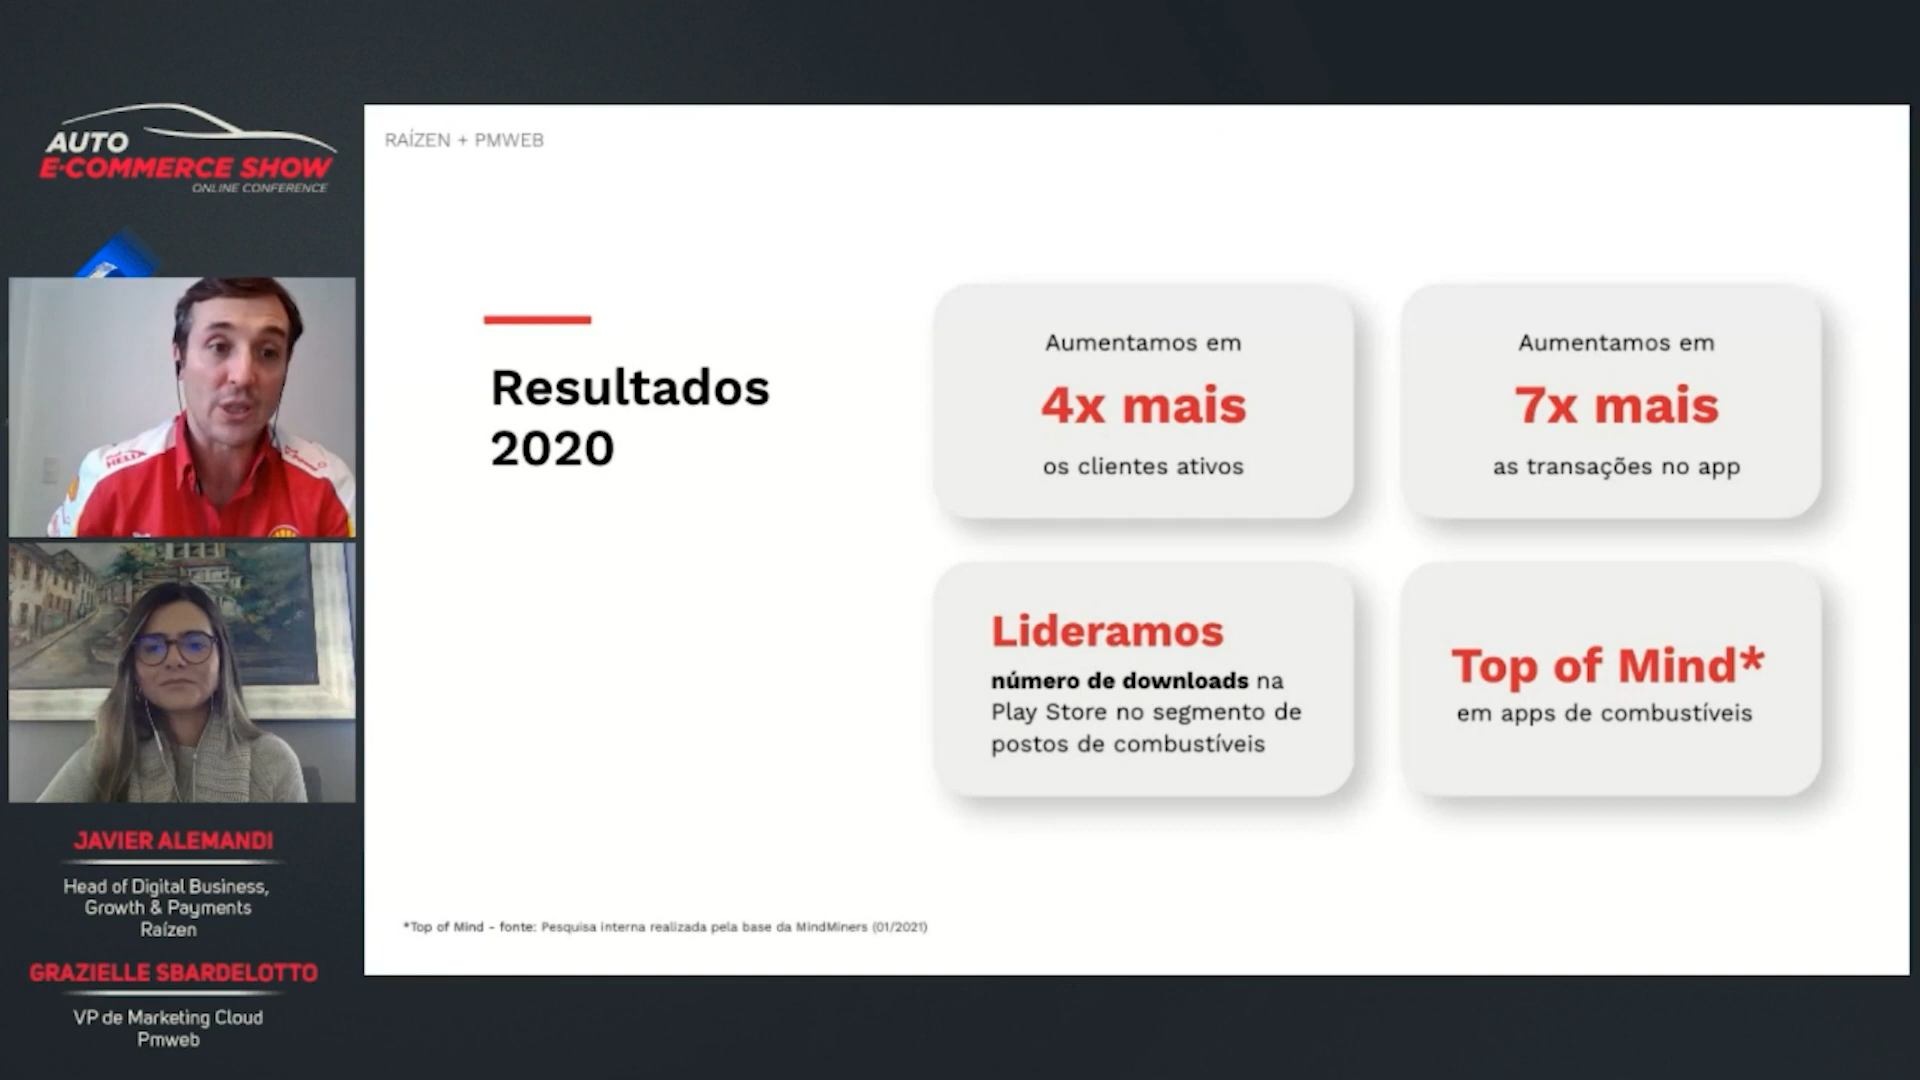 AUTO
E-COMMERCE SHOW
ONLINE CONFERENCE
HELIX
JAVIER ALEMANDI
Head of Digital Business,
Growth & Payments
Raízen
GRAZIELLE SBARDELOTTO
VP de Marketing Cloud
Pmweb
RAÍZEN + PMWEB
Resultados
2020
Aumentamos em
4x mais
os clientes ativos
Aumentamos em
7x mais
as transações no app
Lideramos
número de downloads na
Play Store no segmento de
postos de combustíveis
Top of Mind*
em apps de combustíveis
*Top of Mind - fonte: Pesquisa interna realizada pela base da MindMiners (01/2021)